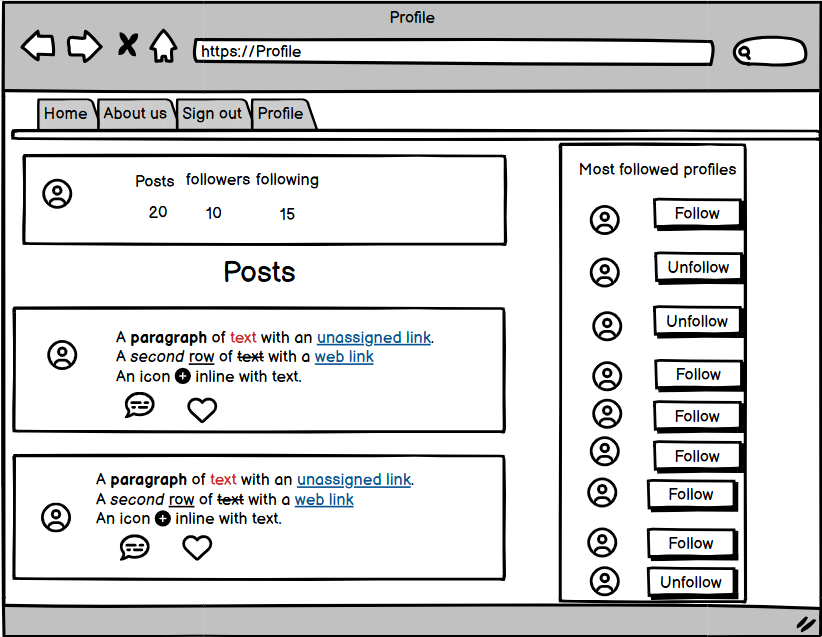 Profile
https://Profile
Home About us Sign out Profile
Posts followers following
20 10 15
Posts
A paragraph of text with an unassigned link.
A second row of text with a web link
An icon inline with text.
A paragraph of text with an unassigned link.
A second row of text with a web link
An icon inline with text.
Most followed profiles
Follow
Unfollow
Unfollow
Follow
Follow
Follow
Follow
Follow
Unfollow